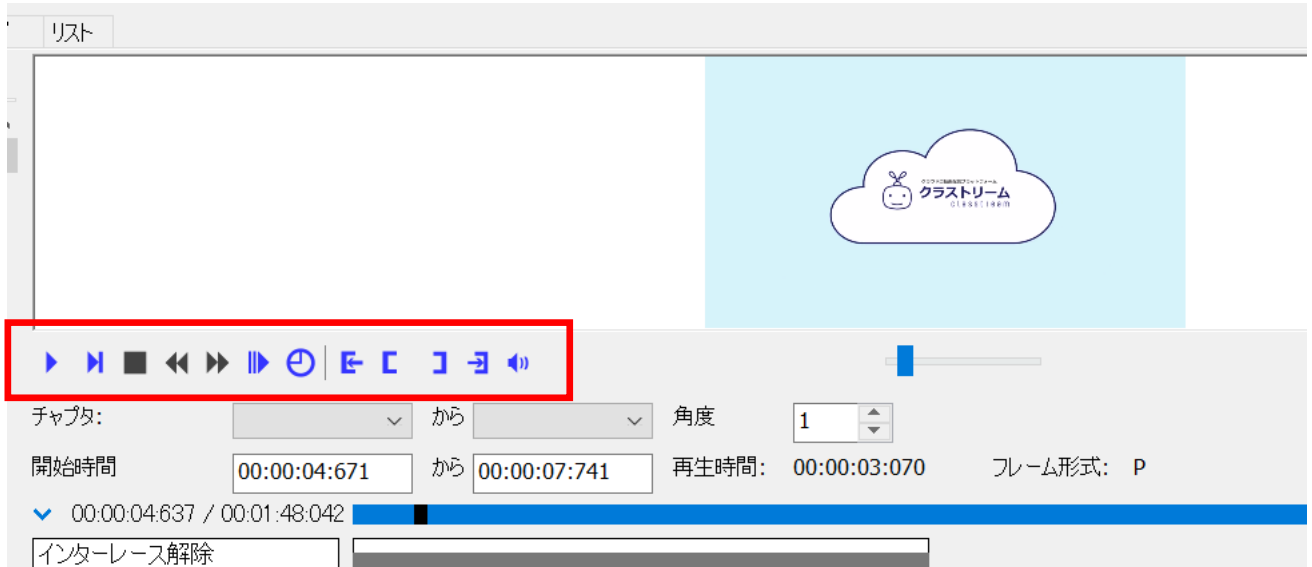 リスト
クラストリーム
チャプタ: から 角度 1
開始時間 00:00:04:671 から 00:00:07:741 再生時間: 00:00:03:070 フレーム形式: P
00:00:04:637 / 00:01:48:042
インターレース解除